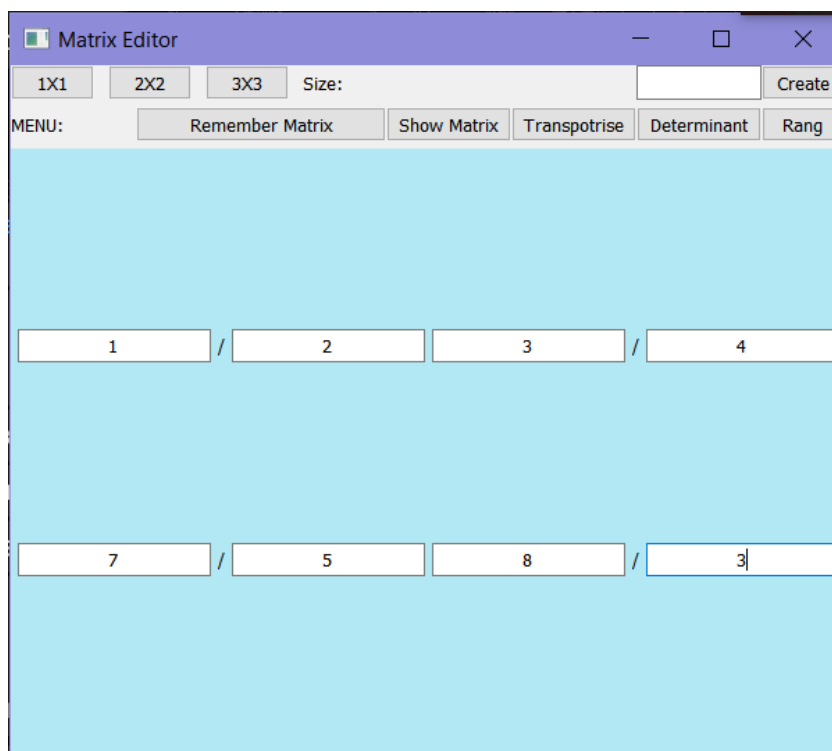 Matrix Editor
1X1 2X2 3X3 Size: Create
MENU: Remember Matrix Show Matrix Transpotrise Determinant Rang
1 / 2 3 / 4
7 / 5 8 / 3